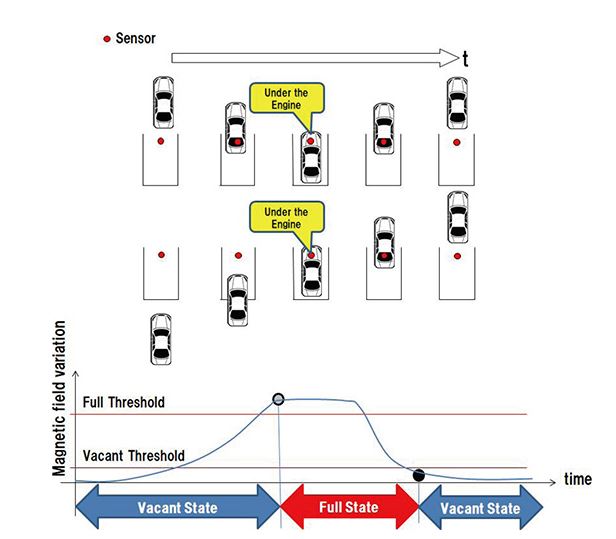 Sensor
t
Under the
Engine
Under the
Engine
Magnetic field variation
Full Threshold
Vacant Threshold
time
Vacant State
Full State
Vacant State